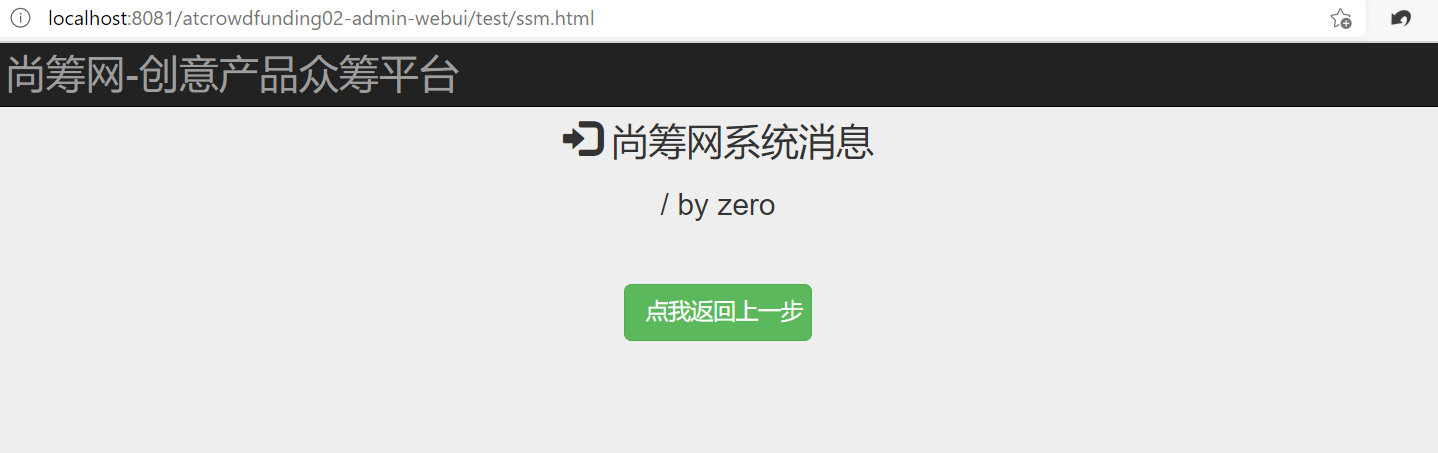 localhost:8081/atcrowdfunding02-admin-webui/test/ssm.html
尚筹网-创意产品众筹平台
尚筹网系统消息
/ by zero
点我返回上一步